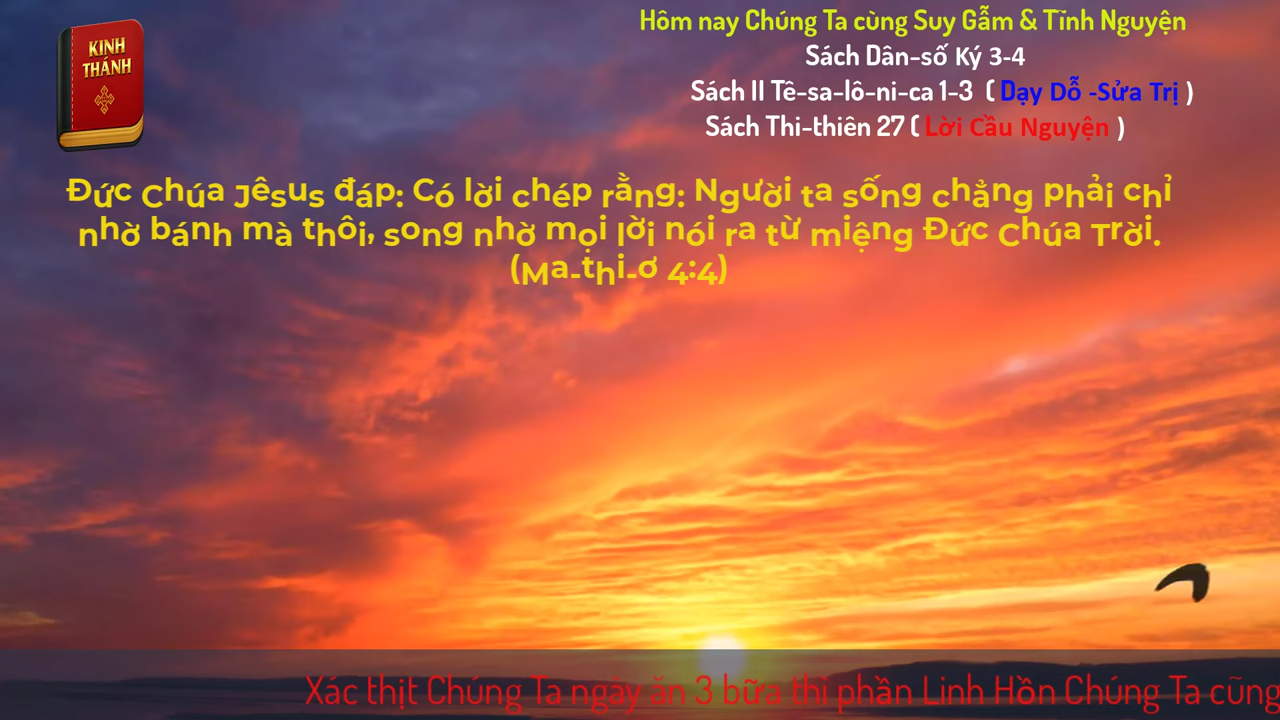 KINH
THÁNH
Hôm nay Chúng Ta cùng Suy Gẫm & Tĩnh Nguyện
Sách Dân-số Ký 3-4
Sách II Tê-sa-lô-ni-ca 1-3 ( Dạy Dỗ -Sửa Trị )
Sách Thi-thiên 27 ( Lời Cầu Nguyện )
Đức Chúa Jêsus đáp: Có lời chép rằng: Người ta sống chẳng phải chỉ
nhờ bánh mà thôi, song nhờ mọi lời nói ra từ miệng Đức Chúa Trời.
(Ma-thi-ơ 4:4)
Xác thịt Chúng Ta ngày ăn 3 bữa thì phần Linh Hồn Chúng Ta cũng